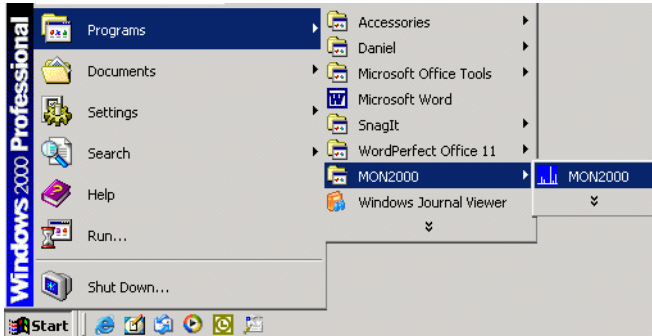 Windows 2000 Professional
Programs
Documents
Settings
Search
Help
Run...
Shut Down...
Start
Accessories
Daniel
Microsoft Office Tools
W Microsoft Word
SnagIt
WordPerfect Office 11
MON2000
Windows Journal Viewer
MON2000